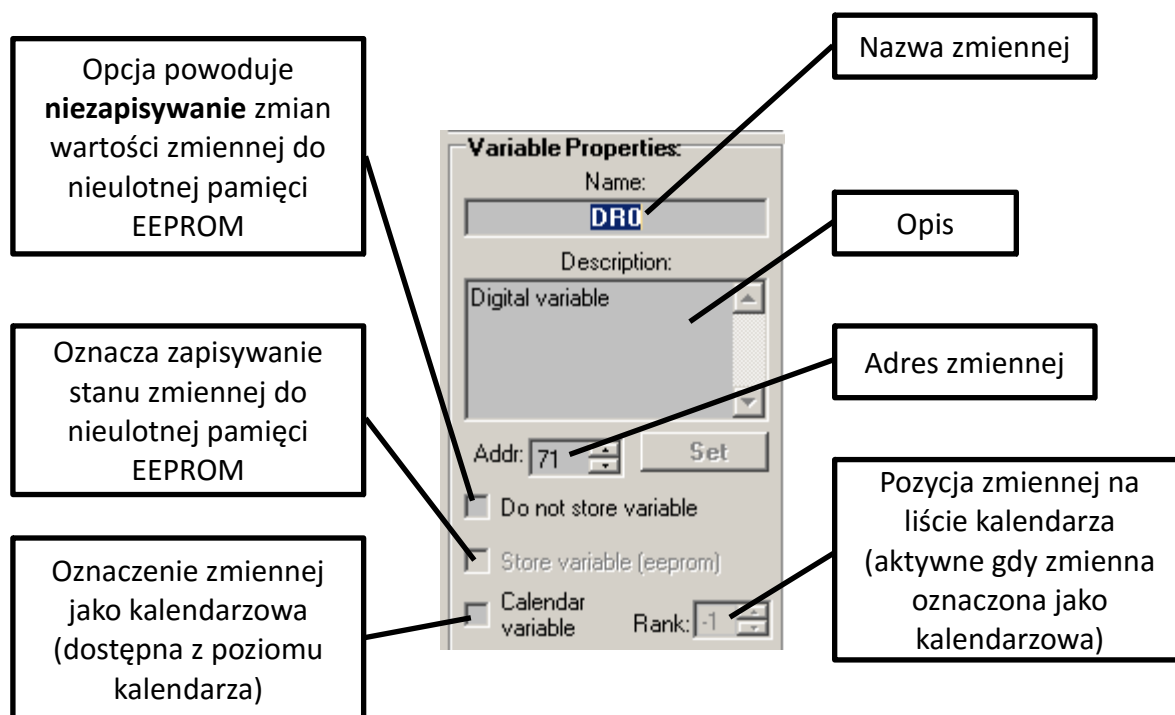 Opcja powoduje
niezapisywanie zmian
wartości zmiennej do
nieulotnej pamięci
EEPROM
Oznacza zapisywanie
stanu zmiennej do
nieulotnej pamięci
EEPROM
Oznaczenie zmiennej
jako kalendarzowa
(dostępna z poziomu
kalendarza)
Variable Properties:
Name:
DR0
Description:
Digital variable
Addr: 71 Set
Do not store variable
Store variable (eeprom)
Calendar
variable
Rank: -1
Nazwa zmiennej
Opis
Adres zmiennej
Pozycja zmiennej na
liście kalendarza
(aktywne gdy zmienna
oznaczona jako
kalendarzowa)